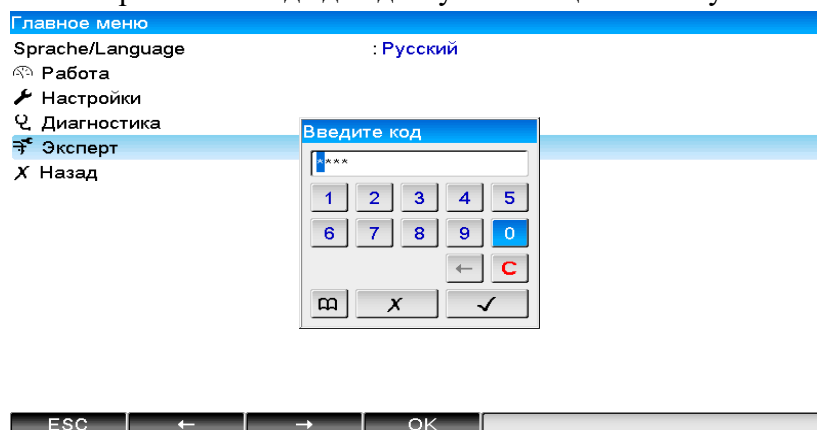 Главное меню
Sprache/Language : Русский
Работа
Настройки
Диагностика
Эксперт
X Назад
Введите код
****
1 2 3 4 5
6 7 8 9 0
← C
X ✓
ESC ← → OK